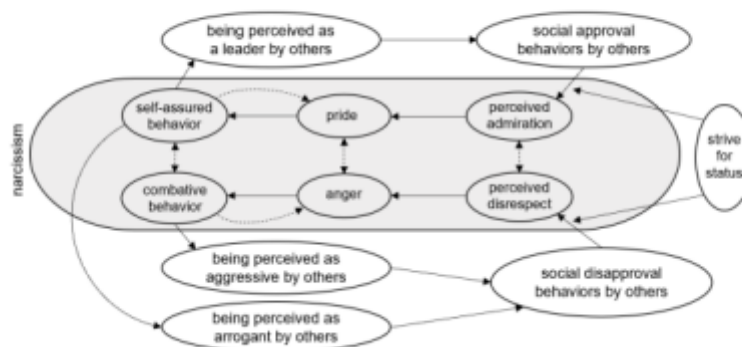 being perceived as
a leader by others
social approval
behaviors by others
narcissism
self-assured
behavior
pride
perceived
admiration
strive
for
status
combative
behavior
anger
perceived
disrespect
being perceived as
aggressive by others
social disapproval
behaviors by others
being perceived as
arrogant by others